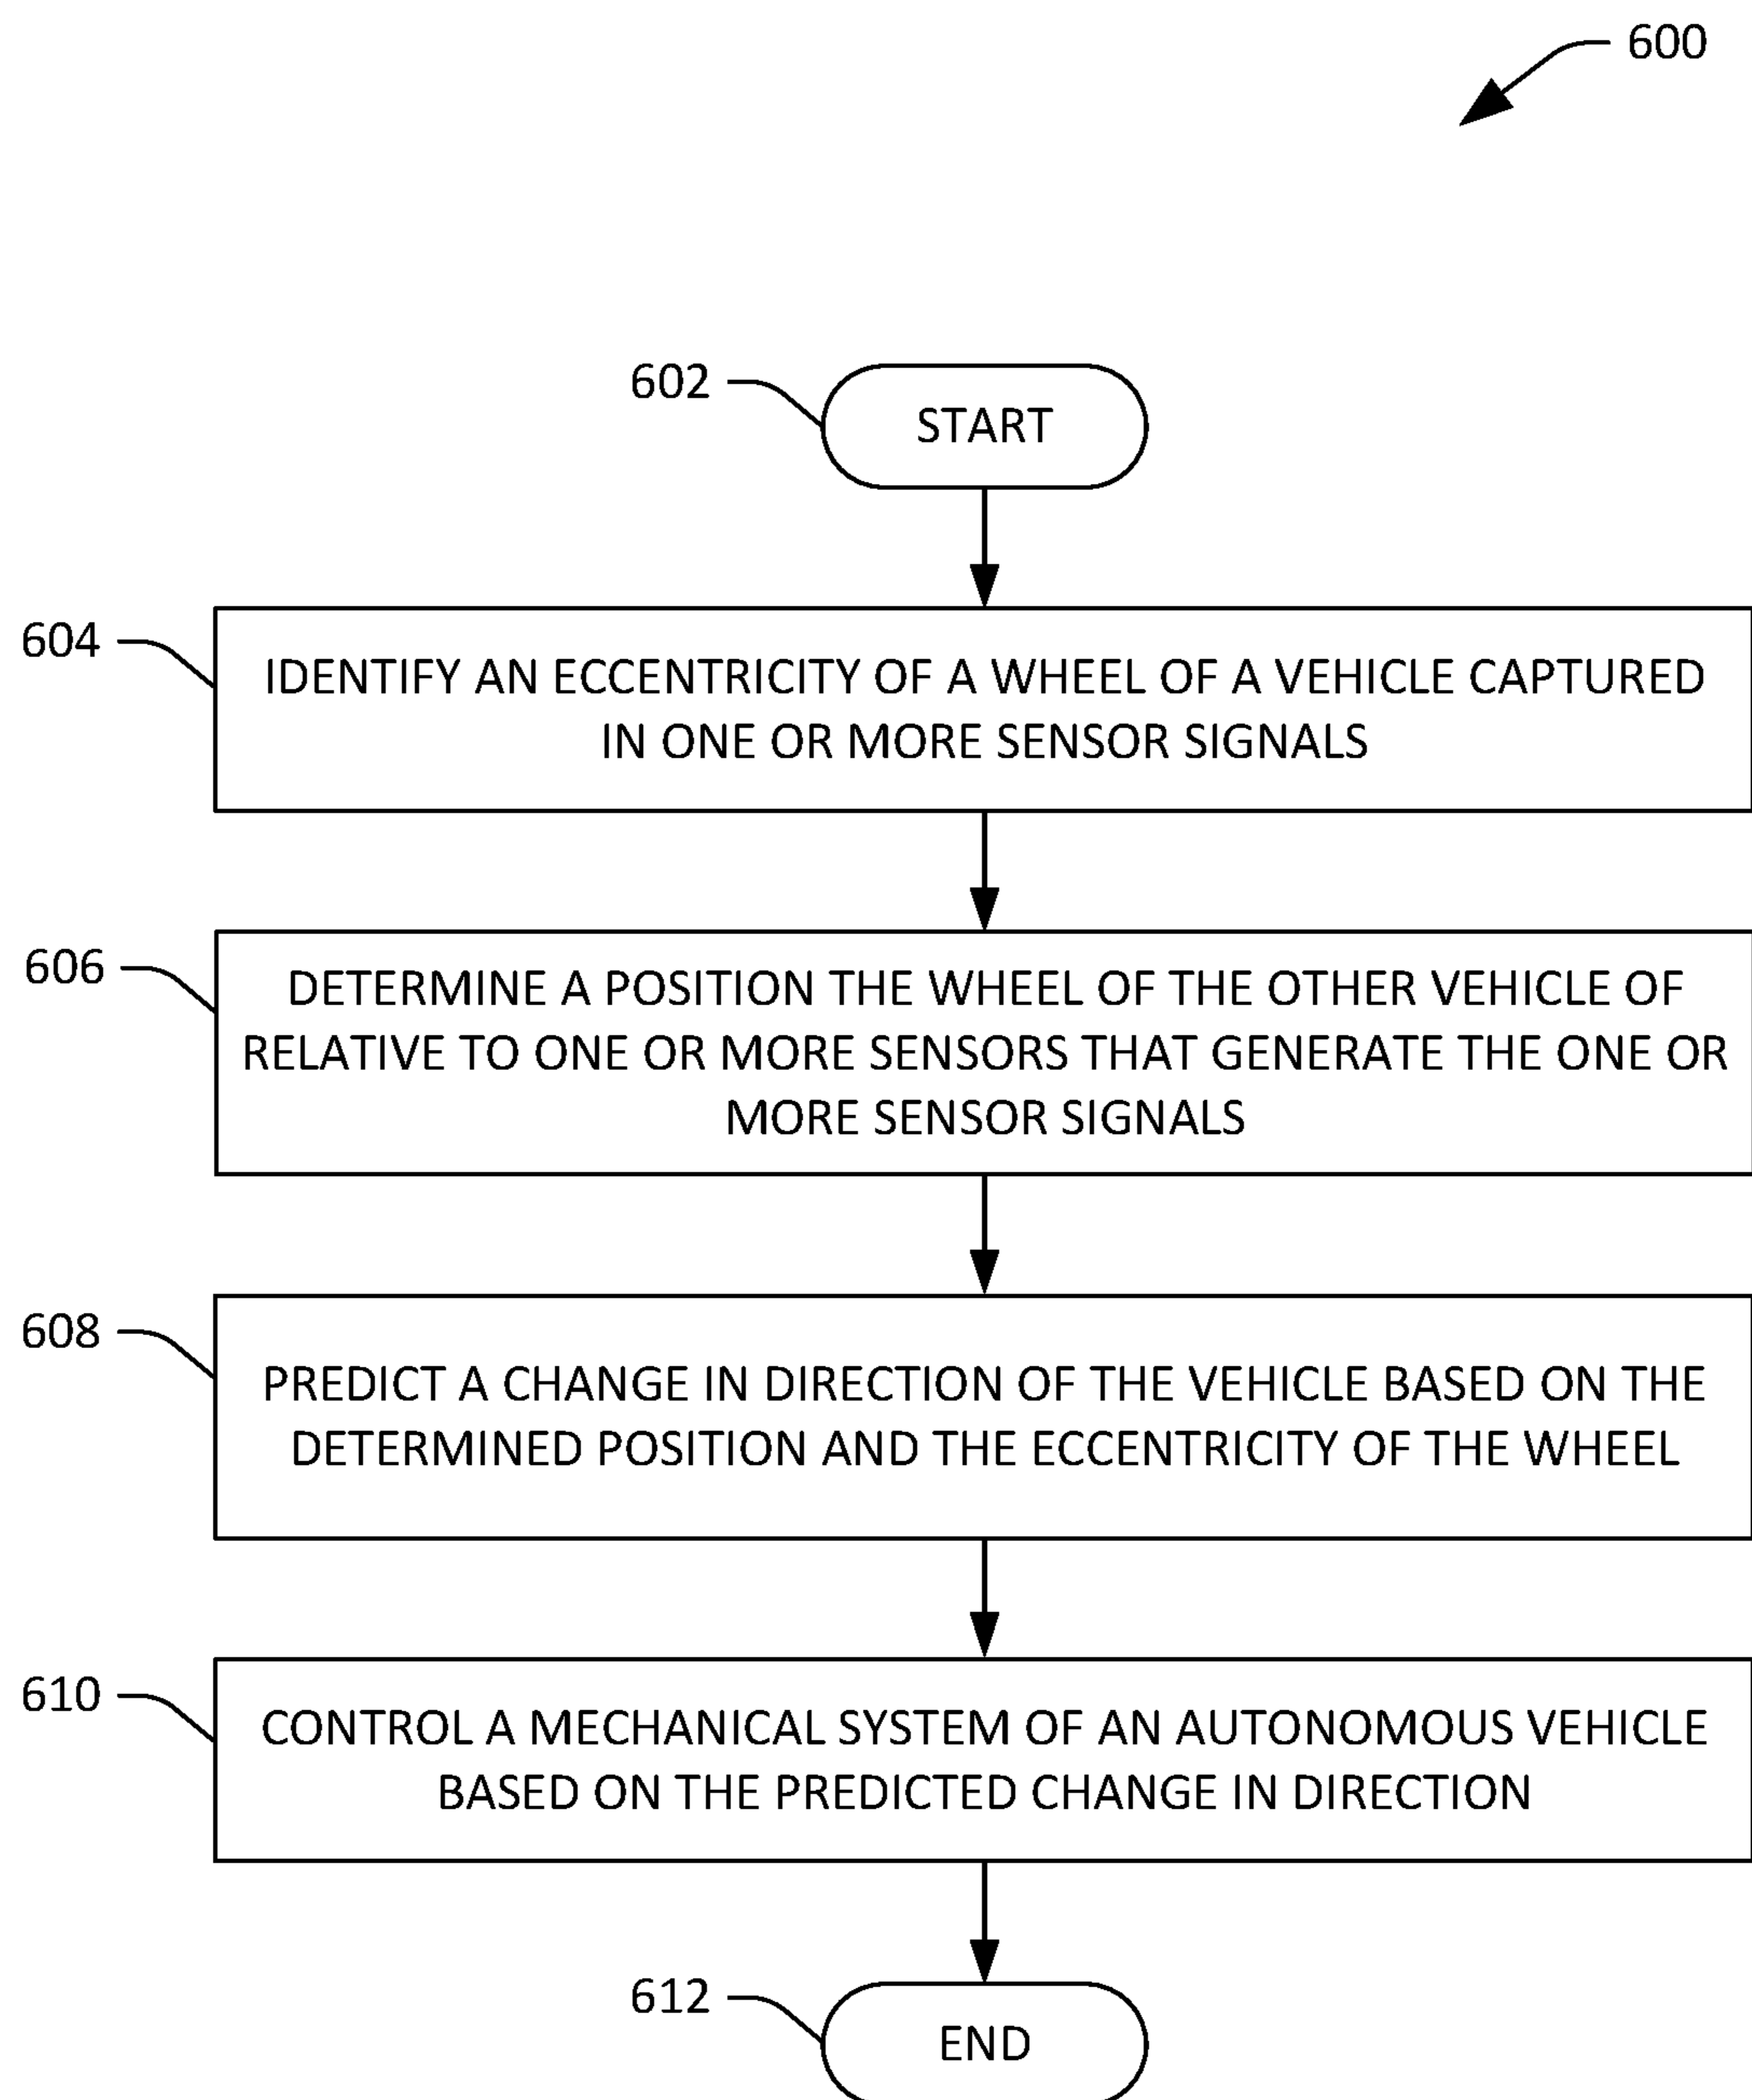 600
602
START
604
IDENTIFY AN ECCENTRICITY OF A WHEEL OF A VEHICLE CAPTURED
IN ONE OR MORE SENSOR SIGNALS
606
DETERMINE A POSITION THE WHEEL OF THE OTHER VEHICLE OF
RELATIVE TO ONE OR MORE SENSORS THAT GENERATE THE ONE OR
MORE SENSOR SIGNALS
608
PREDICT A CHANGE IN DIRECTION OF THE VEHICLE BASED ON THE
DETERMINED POSITION AND THE ECCENTRICITY OF THE WHEEL
610
CONTROL A MECHANICAL SYSTEM OF AN AUTONOMOUS VEHICLE
BASED ON THE PREDICTED CHANGE IN DIRECTION
612
END